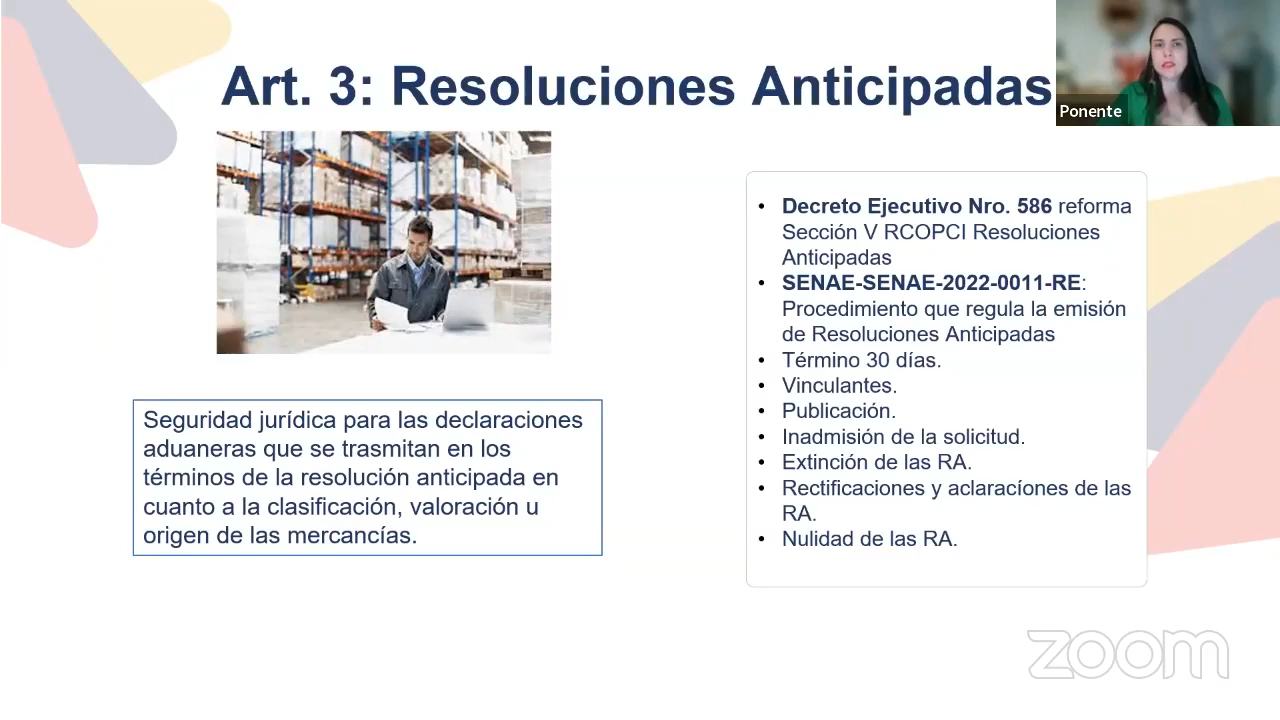 Art. 3: Resoluciones Anticipadas
Ponente
Seguridad jurídica para las declaraciones
aduaneras que se trasmitan en los
términos de la resolución anticipada en
cuanto a la clasificación, valoración u
origen de las mercancías.
• Decreto Ejecutivo Nro. 586 reforma
Sección V RCOPCI Resoluciones
Anticipadas
• SENAE-SENAE-2022-0011-RE:
Procedimiento que regula la emisión
de Resoluciones Anticipadas
• Término 30 días.
• Vinculantes.
• Publicación.
• Inadmisión de la solicitud.
• Extinción de las RA.
• Rectificaciones y aclaracíones de las
RA.
• Nulidad de las RA.
zoom